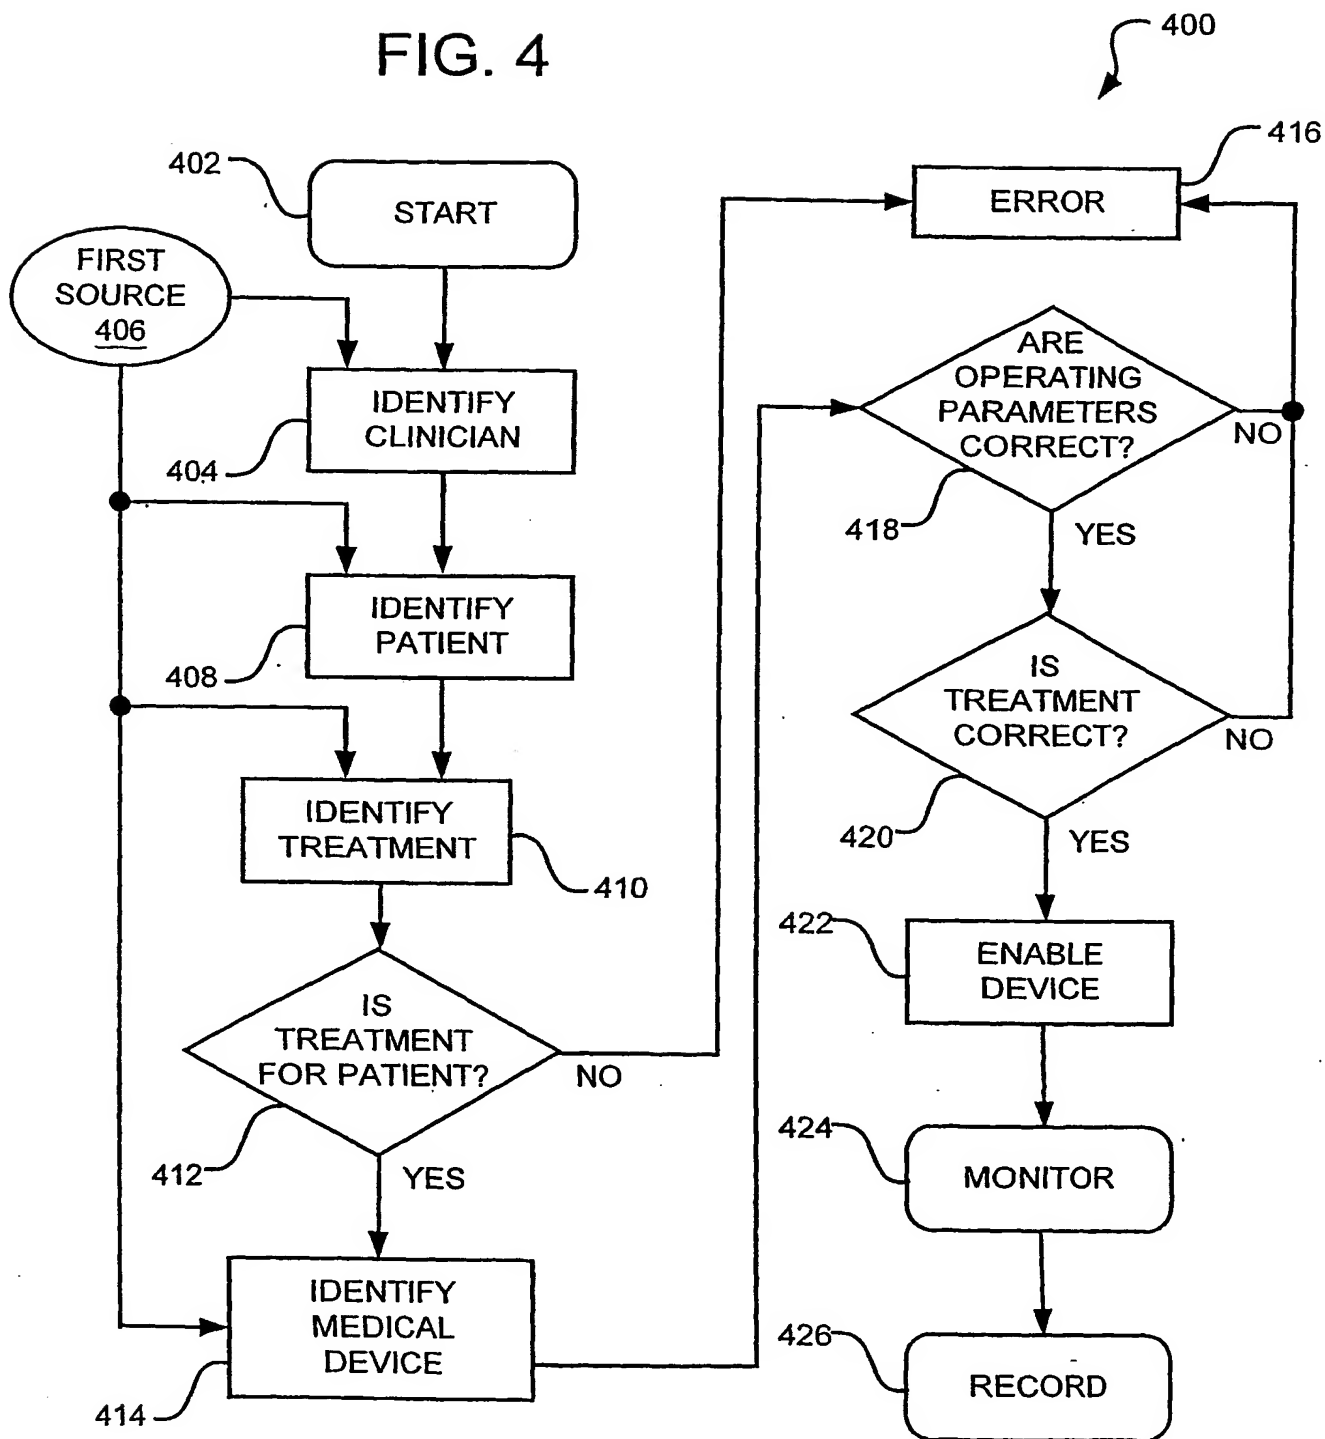 FIG. 4
400
402
START
FIRST
SOURCE
406
IDENTIFY
CLINICIAN
404
IDENTIFY
PATIENT
408
IDENTIFY
TREATMENT
410
IS
TREATMENT
FOR PATIENT?
NO
412
YES
IDENTIFY
MEDICAL
DEVICE
414
416
ERROR
ARE
OPERATING
PARAMETERS
CORRECT?
NO
418
YES
IS
TREATMENT
CORRECT?
NO
420
YES
422
ENABLE
DEVICE
424
MONITOR
426
RECORD